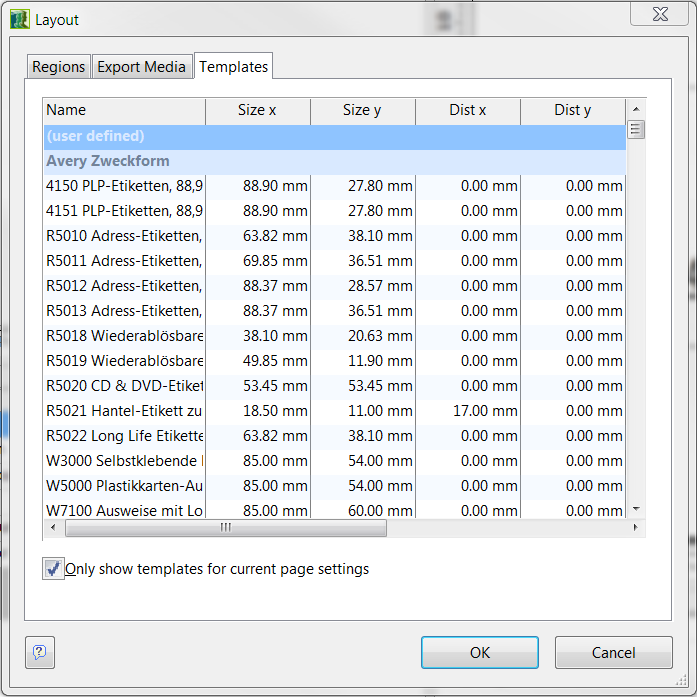 Layout
Regions Export Media Templates
Name Size x Size y Dist x Dist y
(user defined)
Avery Zweckform
4150 PLP-Etiketten, 88,9 88.90 mm 27.80 mm 0.00 mm 0.00 mm
4151 PLP-Etiketten, 88,9 88.90 mm 27.80 mm 0.00 mm 0.00 mm
R5010 Adress-Etiketten, 63.82 mm 38.10 mm 0.00 mm 0.00 mm
R5011 Adress-Etiketten, 69.85 mm 36.51 mm 0.00 mm 0.00 mm
R5012 Adress-Etiketten, 88.37 mm 28.57 mm 0.00 mm 0.00 mm
R5013 Adress-Etiketten, 88.37 mm 36.51 mm 0.00 mm 0.00 mm
R5018 Wiederablösbare 38.10 mm 20.63 mm 0.00 mm 0.00 mm
R5019 Wiederablösbare 49.85 mm 11.90 mm 0.00 mm 0.00 mm
R5020 CD & DVD-Etiket 53.45 mm 53.45 mm 0.00 mm 0.00 mm
R5021 Hantel-Etikett zu 18.50 mm 11.00 mm 17.00 mm 0.00 mm
R5022 Long Life Etikette 63.82 mm 38.10 mm 0.00 mm 0.00 mm
W3000 Selbstklebende 85.00 mm 54.00 mm 0.00 mm 0.00 mm
W5000 Plastikkarten-Au 85.00 mm 54.00 mm 0.00 mm 0.00 mm
W7100 Ausweise mit Lo 85.00 mm 60.00 mm 0.00 mm 0.00 mm
Only show templates for current page settings
? OK Cancel